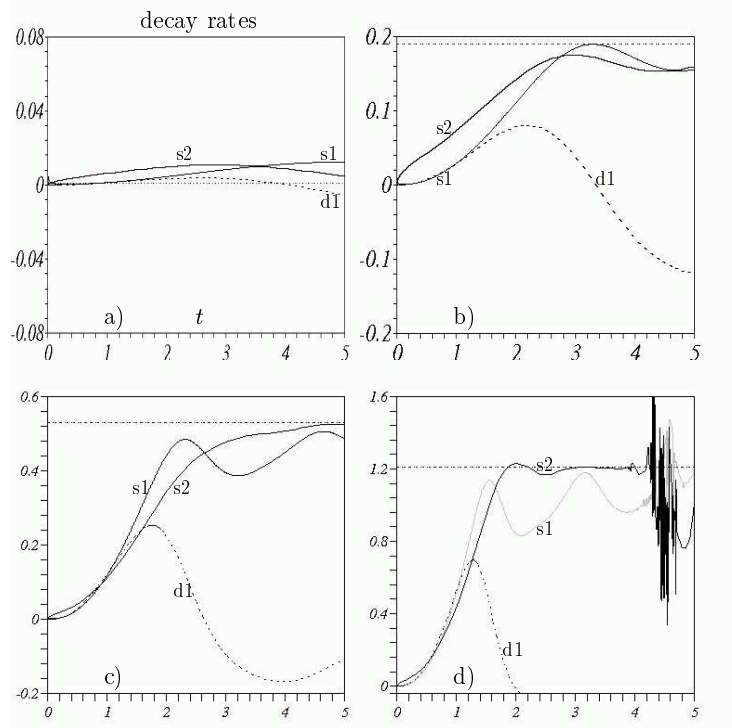 decay rates
0.08
0.04
0
-0.04
-0.08
s2
s1
d1
a)
t
0 1 2 3 4 5
0.2
0.1
0
-0.1
-0.2
s2
s1
d1
b)
0 1 2 3 4 5
0.6
0.4
0.2
0
-0.2
s1
s2
d1
c)
0 1 2 3 4 5
1.6
1.2
0.8
0.4
0
s2
s1
d1
d)
0 1 2 3 4 5